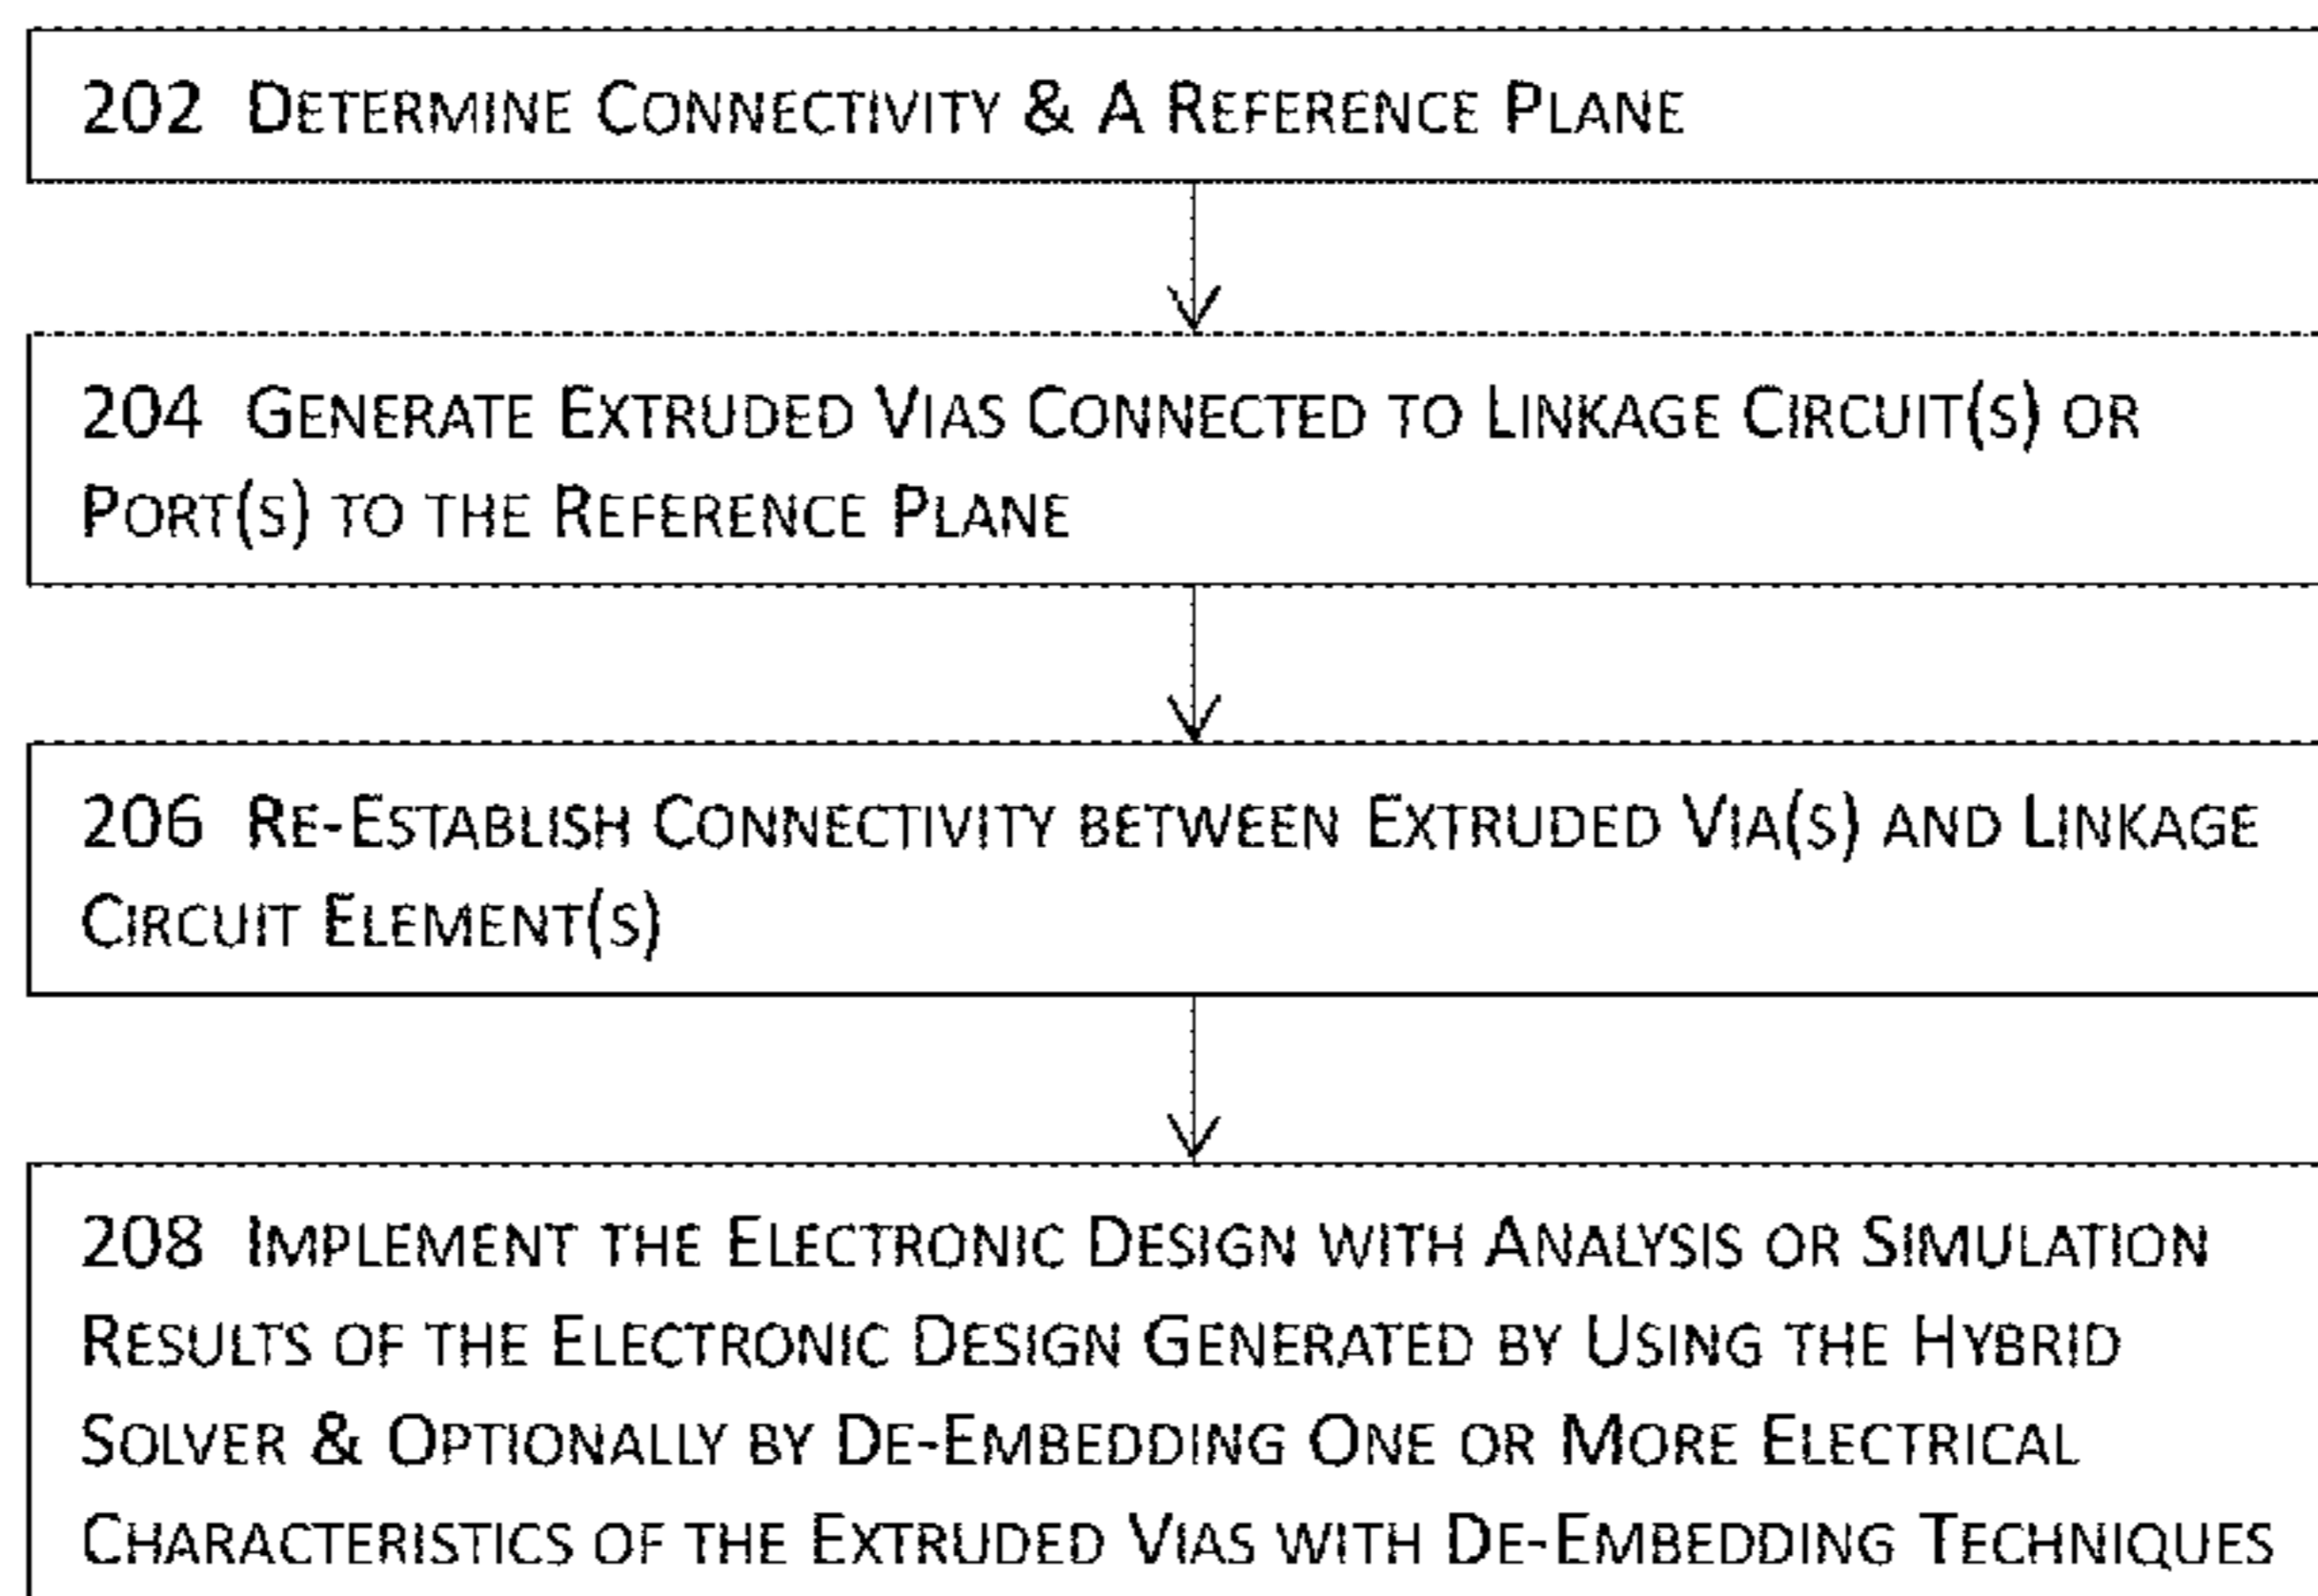 202 Determine Connectivity & A Reference Plane
204 Generate Extruded Vias Connected to Linkage Circuit(s) or
Port(s) to the Reference Plane
206 Re-Establish Connectivity between Extruded Via(s) and Linkage
Circuit Element(s)
208 Implement the Electronic Design with Analysis or Simulation
Results of the Electronic Design Generated by Using the Hybrid
Solver & Optionally by De-Embedding One or More Electrical
Characteristics of the Extruded Vias with De-Embedding Techniques